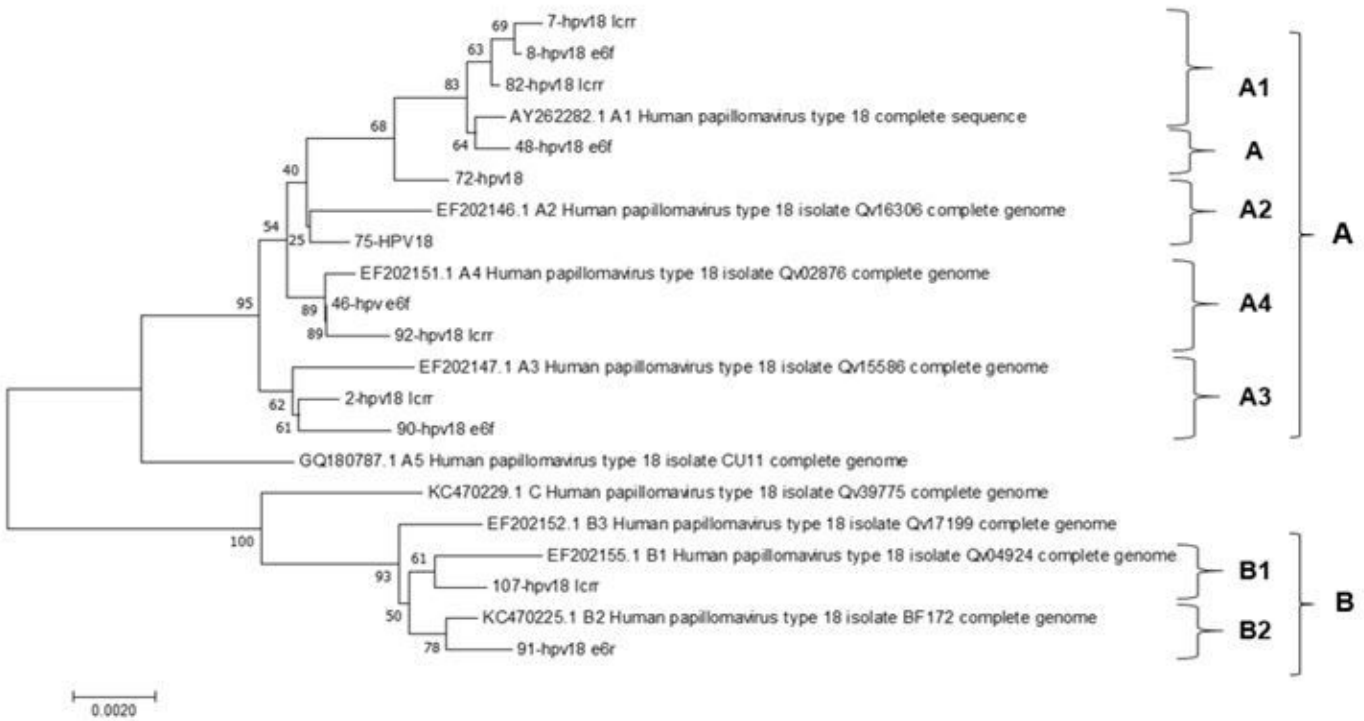 7-hpv18 lcrr
69
8-hpv18 e6f
63
82-hpv18 lcrr
83
A1
AY262282.1 A1 Human papillomavirus type 18 complete sequence
68
64
48-hpv18 e6f
A
72-hpv18
40
EF202146.1 A2 Human papillomavirus type 18 isolate Qv16306 complete genome
A2
54
25
75-HPV18
A
EF202151.1 A4 Human papillomavirus type 18 isolate Qv02876 complete genome
95
89
46-hpv e6f
A4
89
92-hpv18 lcrr
EF202147.1 A3 Human papillomavirus type 18 isolate Qv15586 complete genome
A3
62
2-hpv18 lcrr
61
90-hpv18 e6f
GQ180787.1 A5 Human papillomavirus type 18 isolate CU11 complete genome
KC470229.1 C Human papillomavirus type 18 isolate Qv39775 complete genome
100
EF202152.1 B3 Human papillomavirus type 18 isolate Qv17199 complete genome
61
EF202155.1 B1 Human papillomavirus type 18 isolate Qv04924 complete genome
93
B1
107-hpv18 lcrr
B
50
KC470225.1 B2 Human papillomavirus type 18 isolate BF172 complete genome
B2
78
91-hpv18 e6r
0.0020